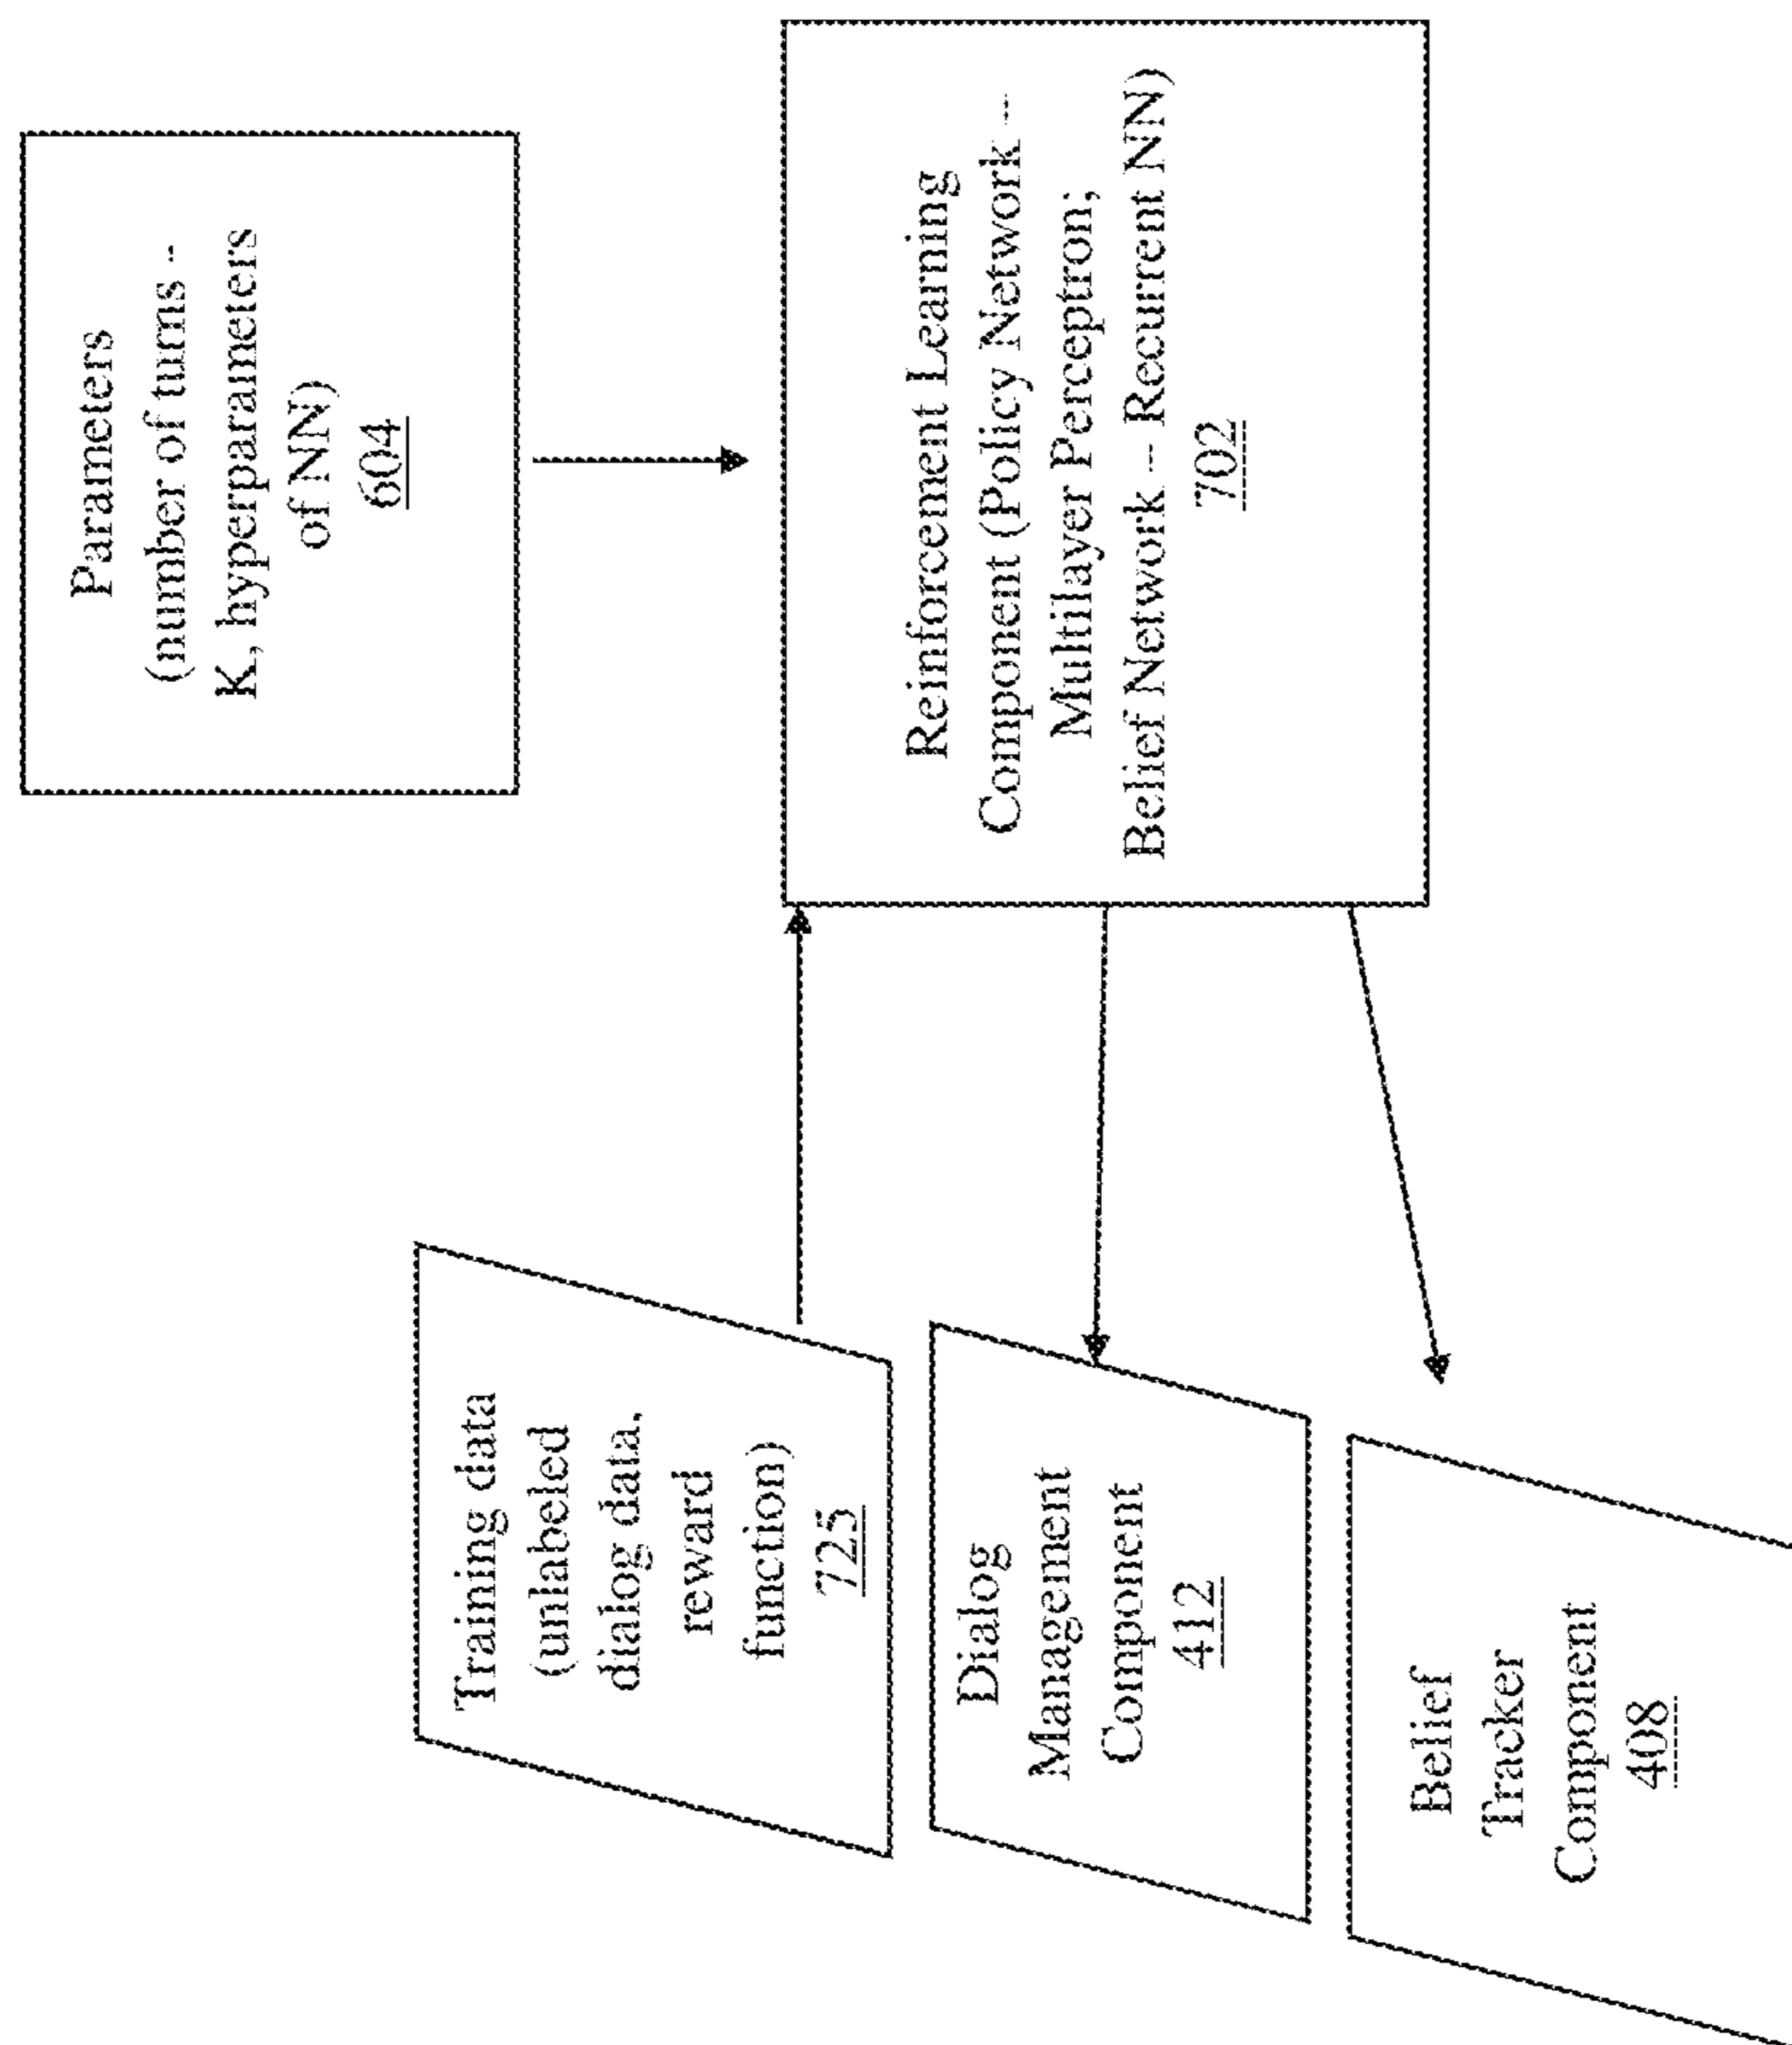 Parameters
(number of turns --
K, hyperparameters
of NN)
604
Reinforcement Learning
Component (Policy Network --
Multilayer Perceptron;
Belief Network -- Recurrent NN)
702
Training data
(unlabeled
dialog data,
reward
function)
725
Dialog
Management
Component
412
Belief
Tracker
Component
408